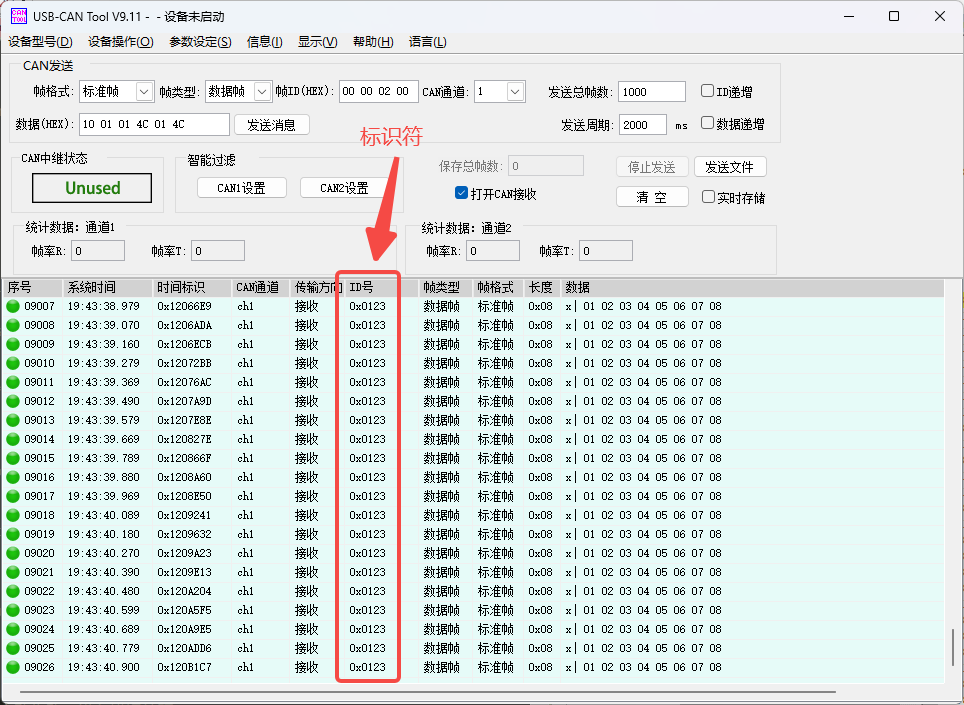 USB-CAN Tool V9.11 - - 设备未启动
设备型号(D) 设备操作(O) 参数设定(S) 信息(I) 显示(V) 帮助(H) 语言(L)
CAN发送
帧格式: 标准帧 帧类型: 数据帧 帧ID(HEX): 00 00 02 00 CAN通道: 1 发送总帧数: 1000 ID递增
数据(HEX): 10 01 01 4C 01 4C 发送消息 发送周期: 2000 ms 数据递增
标识符
CAN中继状态 智能过滤 保存总帧数: 0 停止发送 发送文件
Unused CAN1设置 CAN2设置 打开CAN接收 清 空 实时存储
统计数据: 通道1 统计数据: 通道2
帧率R: 0 帧率T: 0 帧率R: 0 帧率T: 0
序号 系统时间 时间标识 CAN通道 传输方向 ID号 帧类型 帧格式 长度 数据
09007 19:43:38.979 0x12066E9 ch1 接收 0x0123 数据帧 标准帧 0x08 x| 01 02 03 04 05 06 07 08
09008 19:43:39.070 0x1206ADA ch1 接收 0x0123 数据帧 标准帧 0x08 x| 01 02 03 04 05 06 07 08
09009 19:43:39.160 0x1206ECB ch1 接收 0x0123 数据帧 标准帧 0x08 x| 01 02 03 04 05 06 07 08
09010 19:43:39.279 0x12072BB ch1 接收 0x0123 数据帧 标准帧 0x08 x| 01 02 03 04 05 06 07 08
09011 19:43:39.369 0x12076AC ch1 接收 0x0123 数据帧 标准帧 0x08 x| 01 02 03 04 05 06 07 08
09012 19:43:39.490 0x1207A9D ch1 接收 0x0123 数据帧 标准帧 0x08 x| 01 02 03 04 05 06 07 08
09013 19:43:39.579 0x1207E8E ch1 接收 0x0123 数据帧 标准帧 0x08 x| 01 02 03 04 05 06 07 08
09014 19:43:39.669 0x120827E ch1 接收 0x0123 数据帧 标准帧 0x08 x| 01 02 03 04 05 06 07 08
09015 19:43:39.789 0x120866F ch1 接收 0x0123 数据帧 标准帧 0x08 x| 01 02 03 04 05 06 07 08
09016 19:43:39.880 0x1208A60 ch1 接收 0x0123 数据帧 标准帧 0x08 x| 01 02 03 04 05 06 07 08
09017 19:43:39.969 0x1208E50 ch1 接收 0x0123 数据帧 标准帧 0x08 x| 01 02 03 04 05 06 07 08
09018 19:43:40.089 0x1209241 ch1 接收 0x0123 数据帧 标准帧 0x08 x| 01 02 03 04 05 06 07 08
09019 19:43:40.180 0x1209632 ch1 接收 0x0123 数据帧 标准帧 0x08 x| 01 02 03 04 05 06 07 08
09020 19:43:40.270 0x1209A23 ch1 接收 0x0123 数据帧 标准帧 0x08 x| 01 02 03 04 05 06 07 08
09021 19:43:40.390 0x1209E13 ch1 接收 0x0123 数据帧 标准帧 0x08 x| 01 02 03 04 05 06 07 08
09022 19:43:40.480 0x120A204 ch1 接收 0x0123 数据帧 标准帧 0x08 x| 01 02 03 04 05 06 07 08
09023 19:43:40.599 0x120A5F5 ch1 接收 0x0123 数据帧 标准帧 0x08 x| 01 02 03 04 05 06 07 08
09024 19:43:40.689 0x120A9E5 ch1 接收 0x0123 数据帧 标准帧 0x08 x| 01 02 03 04 05 06 07 08
09025 19:43:40.779 0x120ADD6 ch1 接收 0x0123 数据帧 标准帧 0x08 x| 01 02 03 04 05 06 07 08
09026 19:43:40.900 0x120B1C7 ch1 接收 0x0123 数据帧 标准帧 0x08 x| 01 02 03 04 05 06 07 08